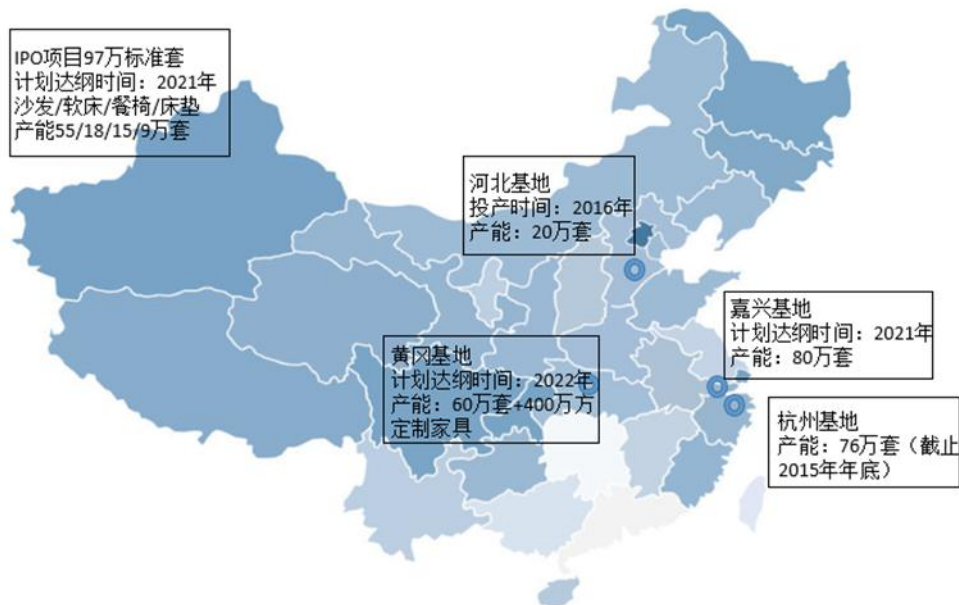 IPO项目97万标准套
计划达纲时间：2021年
沙发/软床/餐椅/床垫
产能55/18/15/9万套
河北基地
投产时间：2016年
产能：20万套
嘉兴基地
计划达纲时间：2021年
产能：80万套
黄冈基地
计划达纲时间：2022年
产能：60万套+400万方
定制家具
杭州基地
产能：76万套（截止
2015年年底）